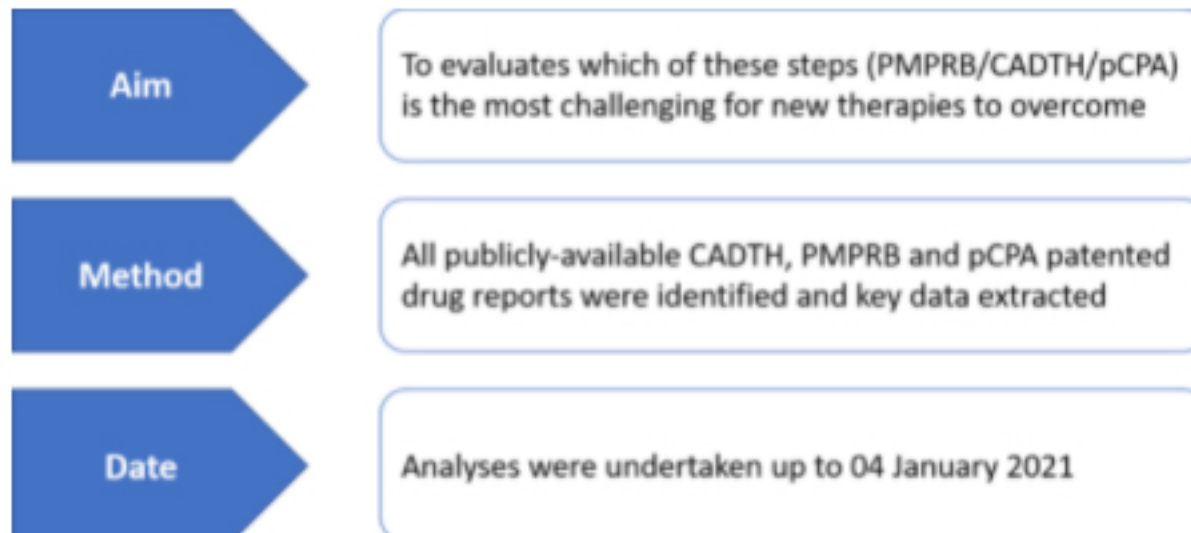 Aim
To evaluates which of these steps (PMPRB/CADTH/pCPA)
is the most challenging for new therapies to overcome
Method
All publicly-available CADTH, PMPRB and pCPA patented
drug reports were identified and key data extracted
Date
Analyses were undertaken up to 04 January 2021